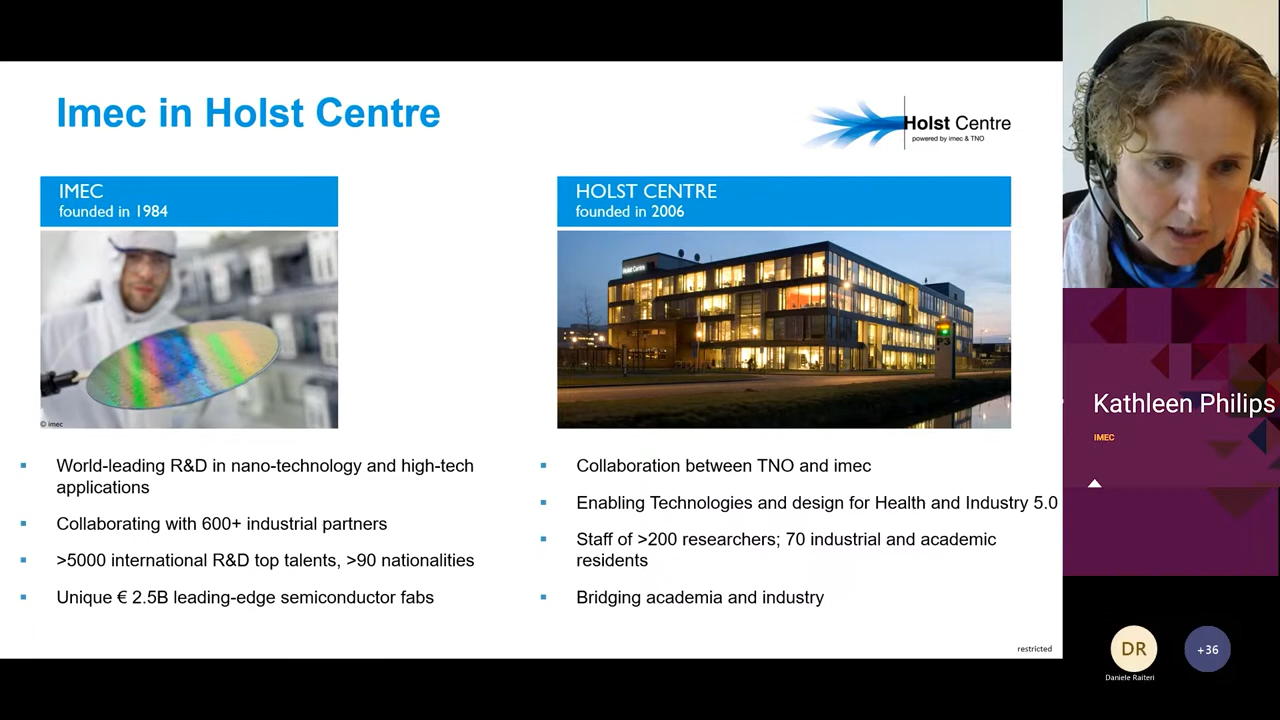 Imec in Holst Centre
Holst Centre
powered by imec & TNO
IMEC
founded in 1984
© imec
World-leading R&D in nano-technology and high-tech
applications
Collaborating with 600+ industrial partners
>5000 international R&D top talents, >90 nationalities
Unique € 2.5B leading-edge semiconductor fabs
HOLST CENTRE
founded in 2006
Holst Centre
P3
Collaboration between TNO and imec
Enabling Technologies and design for Health and Industry 5.0
Staff of >200 researchers; 70 industrial and academic
residents
Bridging academia and industry
restricted
Kathleen Philips
IMEC
DR
Daniele Raiteri
+36